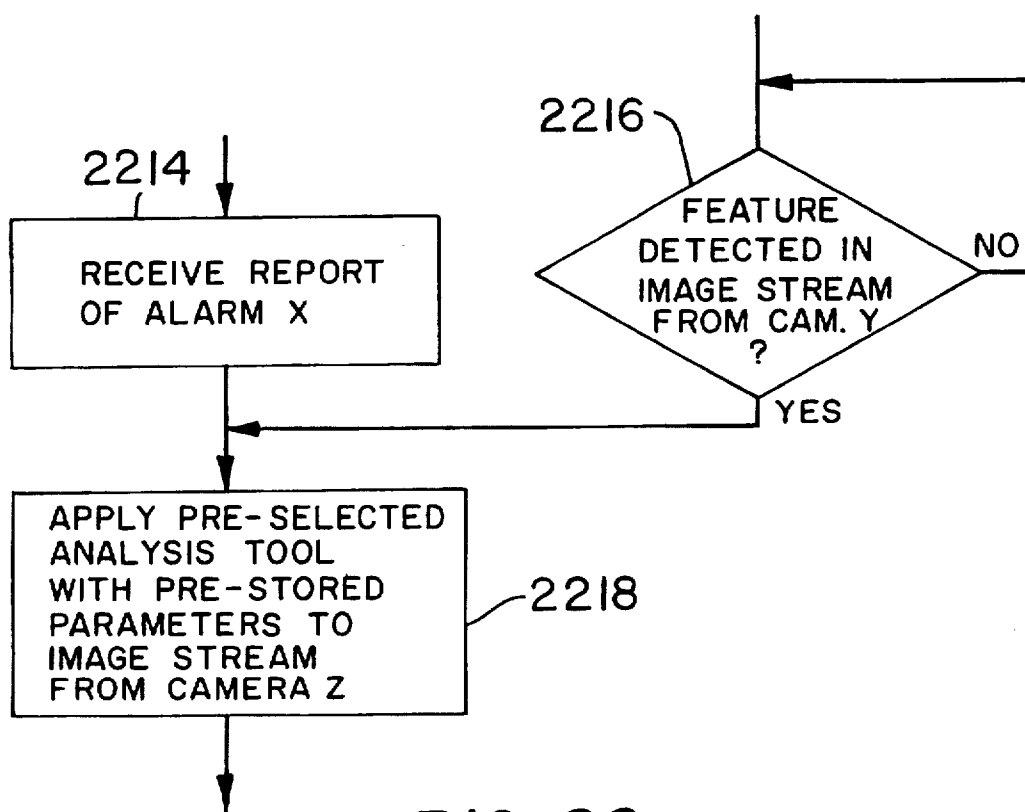 2214
RECEIVE REPORT
OF ALARM X
2216
FEATURE
DETECTED IN
IMAGE STREAM
FROM CAM. Y
?
NO
YES
APPLY PRE-SELECTED
ANALYSIS TOOL
WITH PRE-STORED
PARAMETERS TO
IMAGE STREAM
FROM CAMERA Z
2218